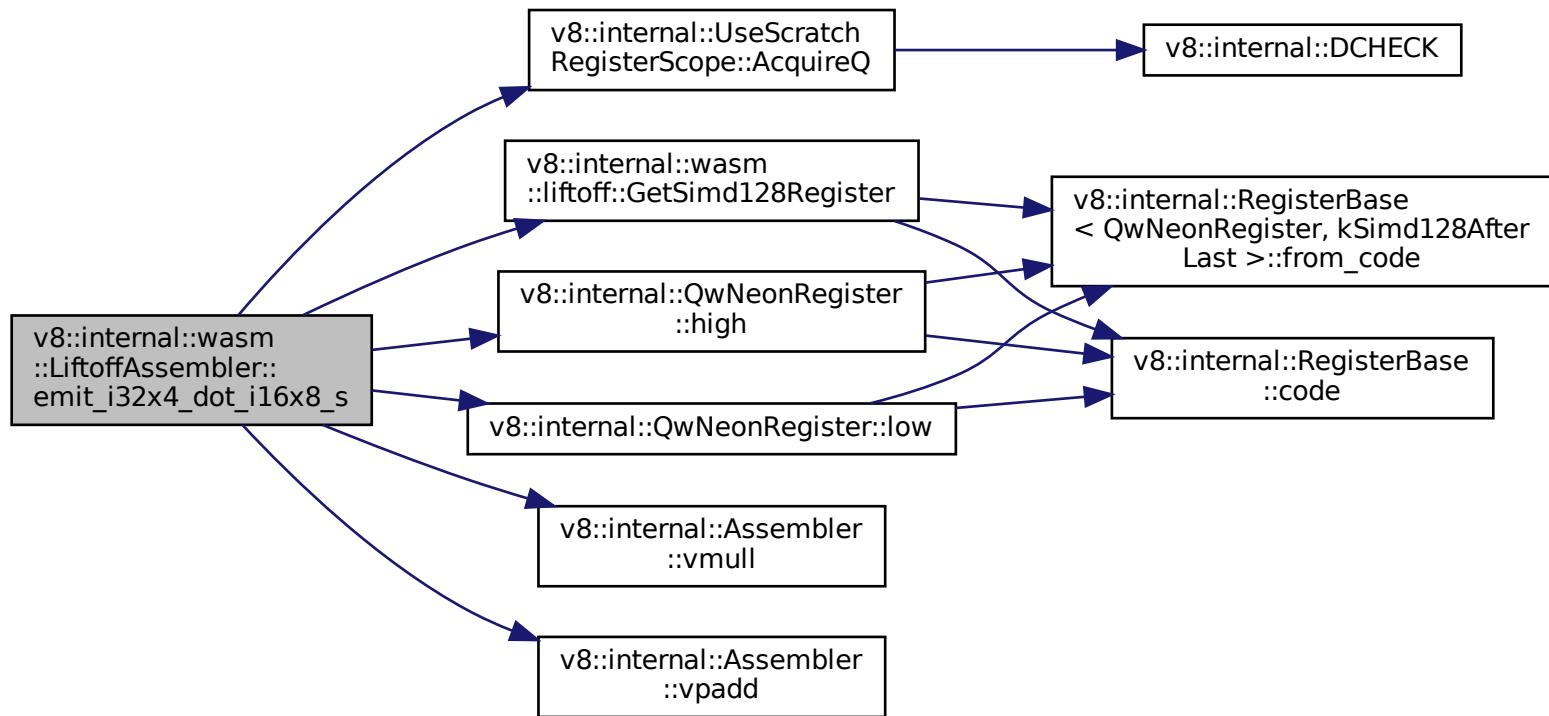 v8::internal::wasm
::LiftoffAssembler::
emit_i32x4_dot_i16x8_s
v8::internal::UseScratch
RegisterScope::AcquireQ
v8::internal::DCHECK
v8::internal::wasm
::liftoff::GetSimd128Register
v8::internal::RegisterBase
< QwNeonRegister, kSimd128After
Last >::from_code
v8::internal::QwNeonRegister
::high
v8::internal::RegisterBase
::code
v8::internal::QwNeonRegister::low
v8::internal::Assembler
::vmull
v8::internal::Assembler
::vpadd